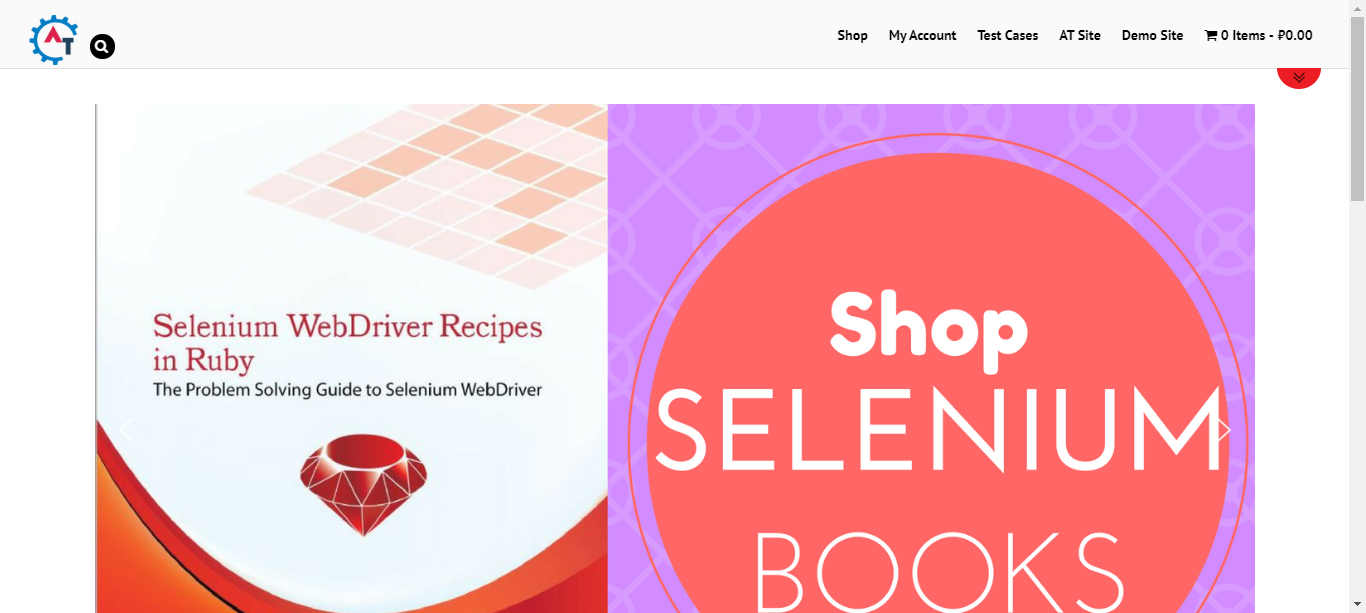 AT
Shop My Account Test Cases AT Site Demo Site 0 Items - ₽0.00
Selenium WebDriver Recipes
in Ruby
The Problem Solving Guide to Selenium WebDriver
Shop
SELENIUM
BOOKS